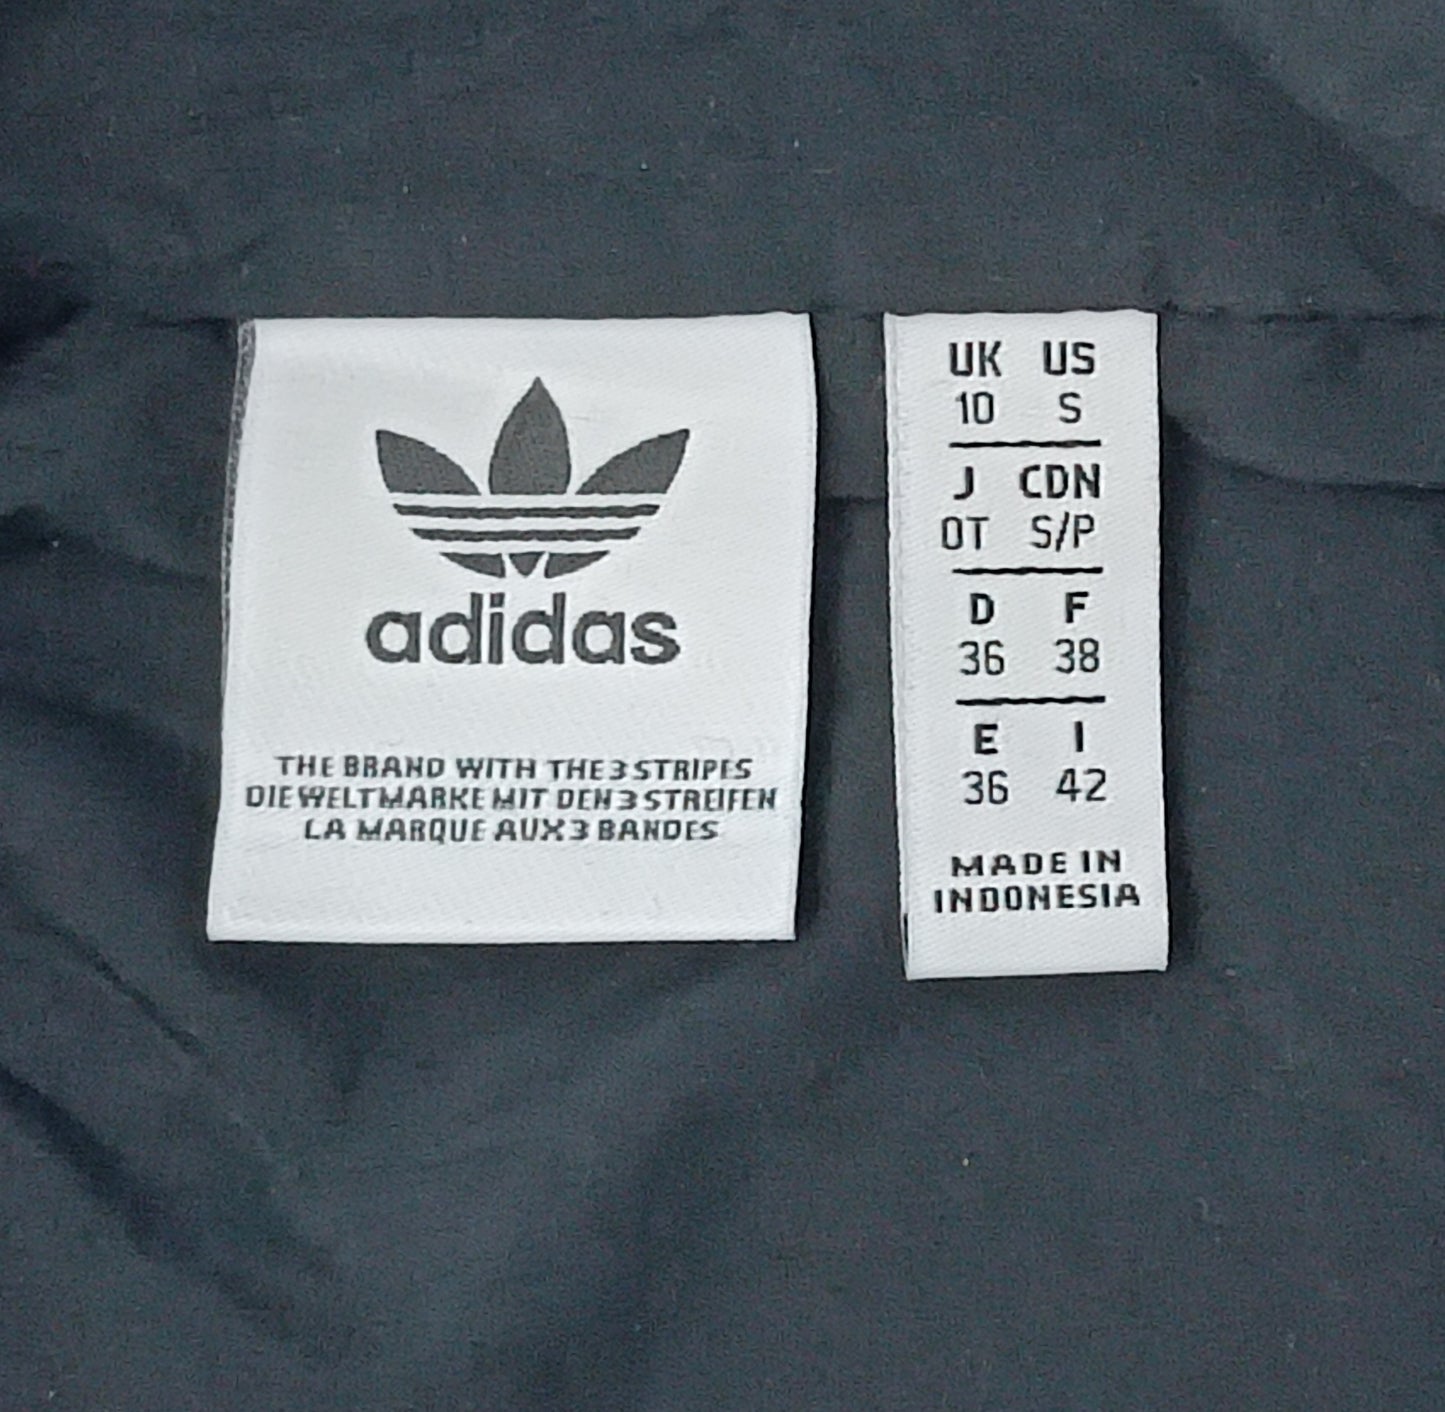 adidas
THE BRAND WITH THE 3 STRIPES
DIE WELTMARKE MIT DEN 3 STREIFEN
LA MARQUE AUX 3 BANDES
UK US
10 S
J CDN
OT S/P
D F
36 38
E I
36 42
MADE IN
INDONESIA